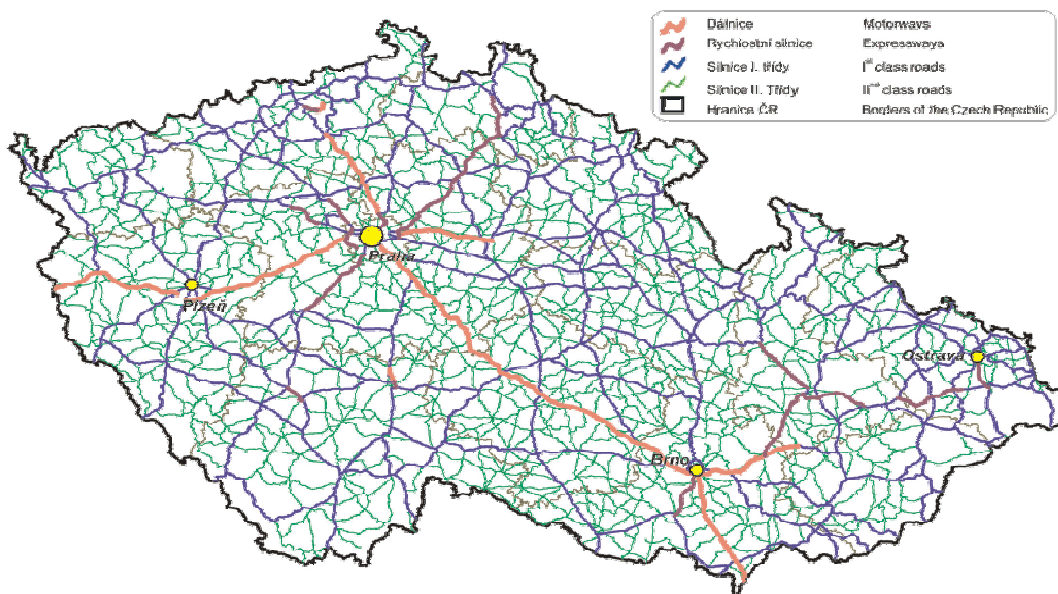 Dálnice Motorways
Rychlostní silnice Expressways
Silnice I. třídy Iˢᵗ class roads
Silnice II. Třídy IIⁿᵈ class roads
Hranice ČR Borders of the Czech Republic
Praha
Plzeň
Ostrava
Brno